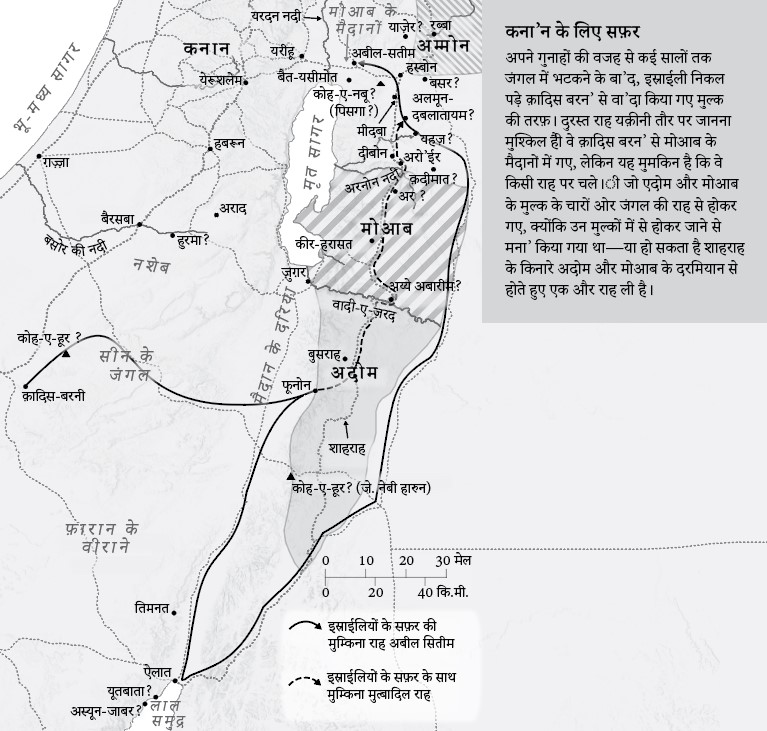 कना’न के लिए सफ़र
अपने गुनाहों की वजह से कई सालों तक
जंगल में भटकने के बा’द, इस्राईली निकल
पड़े क़ादिस बरन’ से वा’दा किया गए मुल्क
की तरफ़। दुरस्त राह यक़ीनी तौर पर जानना
मुश्किल हैी वे क़ादिस बरन’ से मोआब के
मैदानों में गए, लेकिन यह मुमकिन है कि वे
किसी राह पर चले।ी जो एदोम और मोआब
के मुल्क के चारों ओर जंगल की राह से होकर
गए, क्योंकि उन मुल्कों में से होकर जाने से
मना’ किया गया था—या हो सकता है शाहराह
के किनारे अदोम और मोआब के दरमियान से
होते हुए एक और राह ली है।
यरदन नदी
मोआब के
मैदानों
याज़ेर?
रब्बा
अम्मोन
कनान
यरीहू
अबील-सतीम
हस्बोन
येरूशलेम
बैत-यसीमोत
बसर?
कोह-ए-नबू?
(पिसगा?)
अलमून-
दबलातायम?
भू-मध्य सागर
मीदबा
यहज़?
मृत सागर
हबरून
ग़ज़्ज़ा
दीबोन
अरो’ईर
क़दीमात?
अरनोन नदी
अर?
अराद
बैरसबा
हुरमा?
बसोर की नदी
मोआब
कीर-हरासत
नशेब
ज़ुग़र
अय्ये अबारीम?
वादी-ए-ज़रद
मैदान के दरिया
कोह-ए-हूर ?
सीन के
जंगल
बुसराह
अदोम
क़ादिस-बरनी
फूनोन
शाहराह
कोह-ए-हूर? (जे. नेबी हारुन)
फ़ारान के
वीराने
0 10 20 30 मेल
0 20 40 कि.मी.
तिमनत
इस्राईलियों के सफ़र की
मुम्किना राह अबील सितीम
इस्राईलियों के सफ़र के साथ
मुम्किना मुत्बादिल राह
ऐलात
यूतबाता?
अस्यून-जाबर?
लाल
समुद्र